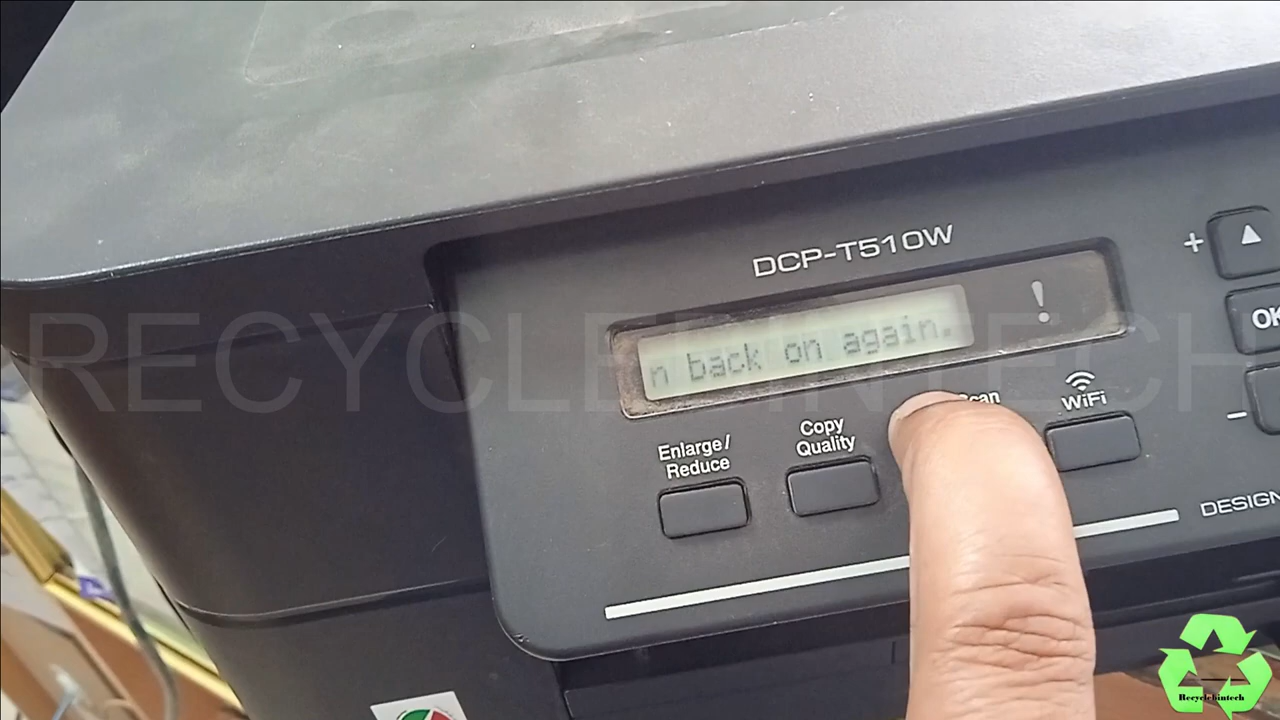 DCP-T510W
n back on again.
!
+
OK
Scan
WiFi
-
Copy
Quality
Enlarge/
Reduce
DESIGN
RECYCLEBINTECH
Recyclebintech